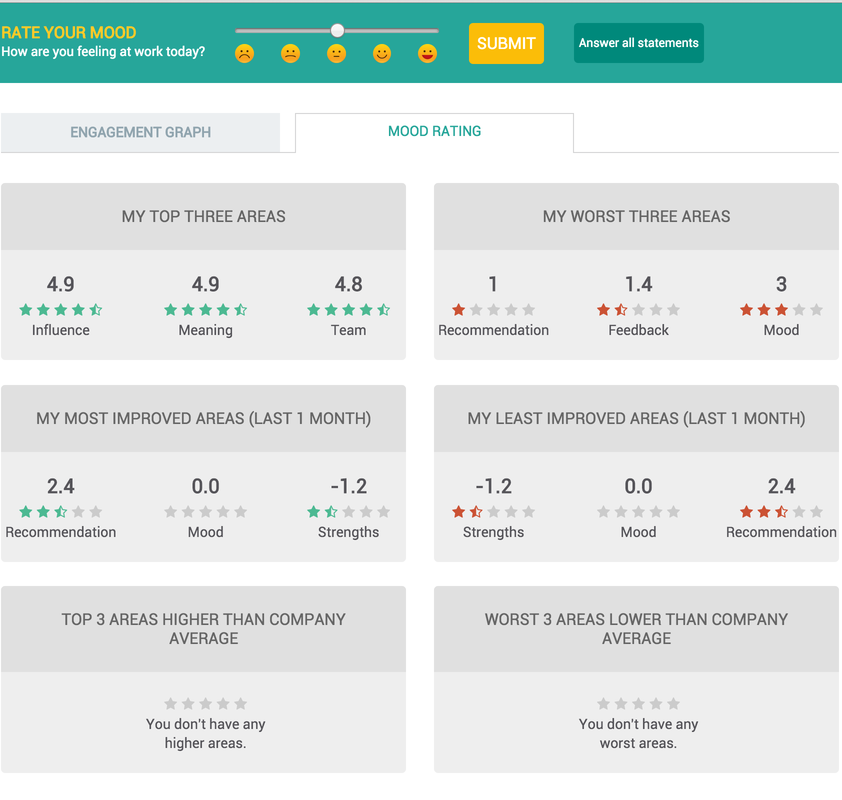 RATE YOUR MOOD
How are you feeling at work today?
SUBMIT
Answer all statements
ENGAGEMENT GRAPH
MOOD RATING
MY TOP THREE AREAS
4.9
Influence
4.9
Meaning
4.8
Team
MY WORST THREE AREAS
1
Recommendation
1.4
Feedback
3
Mood
MY MOST IMPROVED AREAS (LAST 1 MONTH)
2.4
Recommendation
0.0
Mood
-1.2
Strengths
MY LEAST IMPROVED AREAS (LAST 1 MONTH)
-1.2
Strengths
0.0
Mood
2.4
Recommendation
TOP 3 AREAS HIGHER THAN COMPANY
AVERAGE
You don't have any
higher areas.
WORST 3 AREAS LOWER THAN COMPANY
AVERAGE
You don't have any
worst areas.